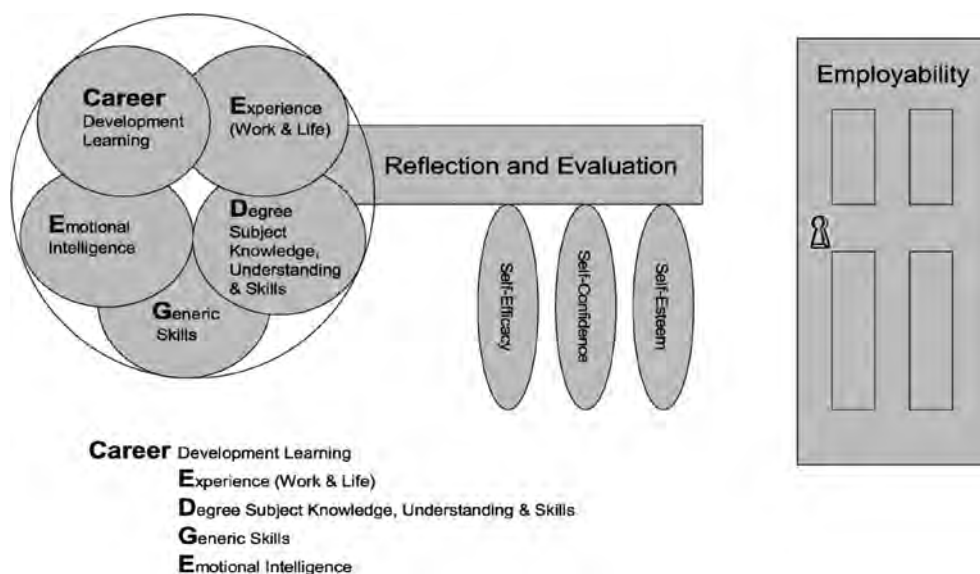 Career
Development
Learning
Experience
(Work & Life)
Emotional
Intelligence
Degree
Subject
Knowledge,
Understanding
& Skills
Generic
Skills
Reflection and Evaluation
Self-Efficacy
Self-Confidence
Self-Esteem
Employability
Career Development Learning
Experience (Work & Life)
Degree Subject Knowledge, Understanding & Skills
Generic Skills
Emotional Intelligence